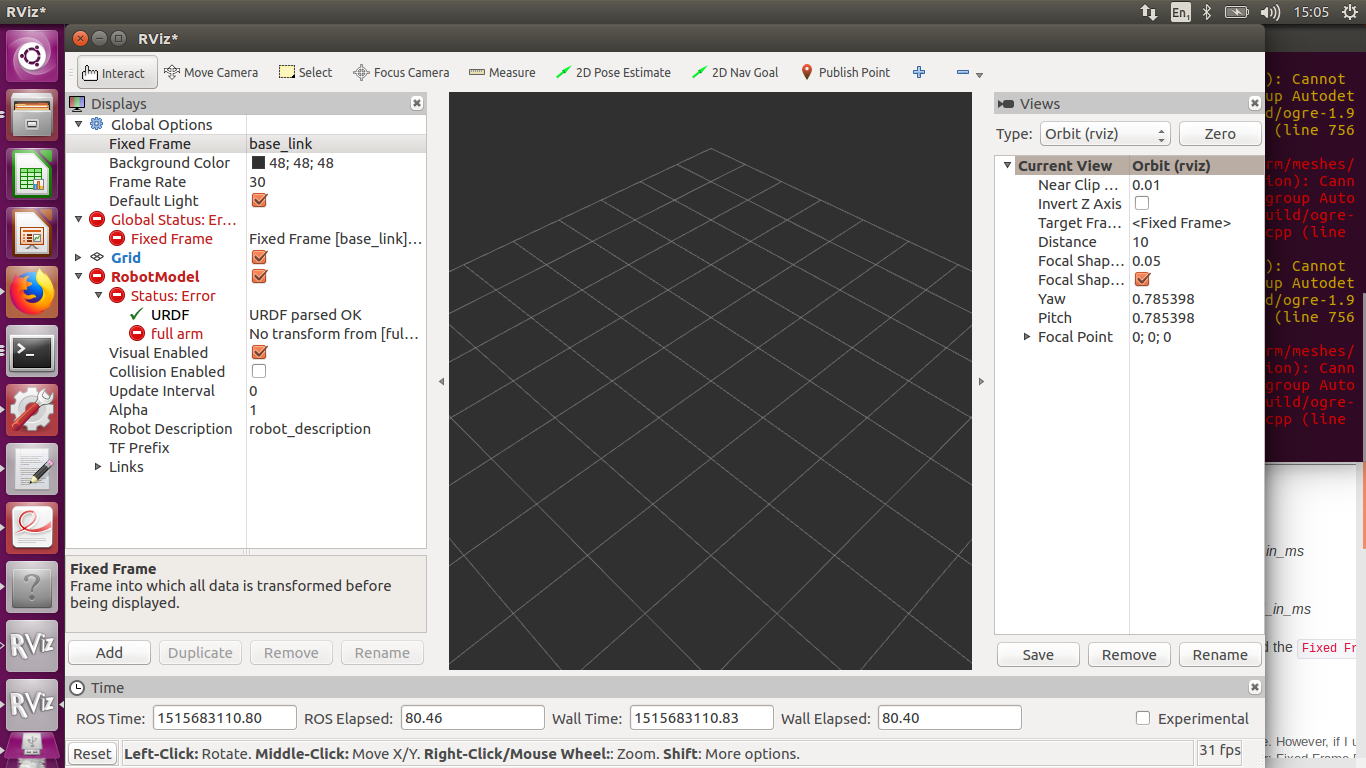 RViz*
En1
15:05
RViz*
Interact Move Camera Select Focus Camera Measure 2D Pose Estimate 2D Nav Goal Publish Point
Displays
Global Options
Fixed Frame base_link
Background Color 48; 48; 48
Frame Rate 30
Default Light
Global Status: Er...
Fixed Frame Fixed Frame [base_link]...
Grid
RobotModel
Status: Error
URDF URDF parsed OK
full arm No transform from [ful...
Visual Enabled
Collision Enabled
Update Interval 0
Alpha 1
Robot Description robot_description
TF Prefix
Links
Fixed Frame
Frame into which all data is transformed before
being displayed.
Add Duplicate Remove Rename
Views
Type: Orbit (rviz) Zero
Current View Orbit (rviz)
Near Clip ... 0.01
Invert Z Axis
Target Fra... <Fixed Frame>
Distance 10
Focal Shap... 0.05
Focal Shap...
Yaw 0.785398
Pitch 0.785398
Focal Point 0; 0; 0
Save Remove Rename
): Cannot
up Autodet
d/ogre-1.9
(line 756
rm/meshes/
ion): Cann
group Auto
uild/ogre-
cpp (line
): Cannot
up Autodet
d/ogre-1.9
(line 756
rm/meshes/
ion): Cann
group Auto
uild/ogre-
cpp (line
in_ms
_in_ms
d the Fixed Fr
e. However, if I u
Time
ROS Time: 1515683110.80 ROS Elapsed: 80.46 Wall Time: 1515683110.83 Wall Elapsed: 80.40 Experimental
Reset Left-Click: Rotate. Middle-Click: Move X/Y. Right-Click/Mouse Wheel:: Zoom. Shift: More options. 31 fps
RViz
RViz